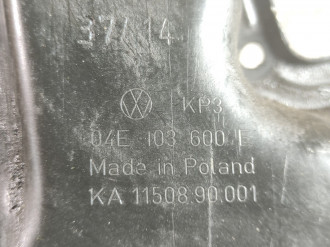 37/14
KP3
04E 103 600 E
Made in Poland
KA 11508.90.001